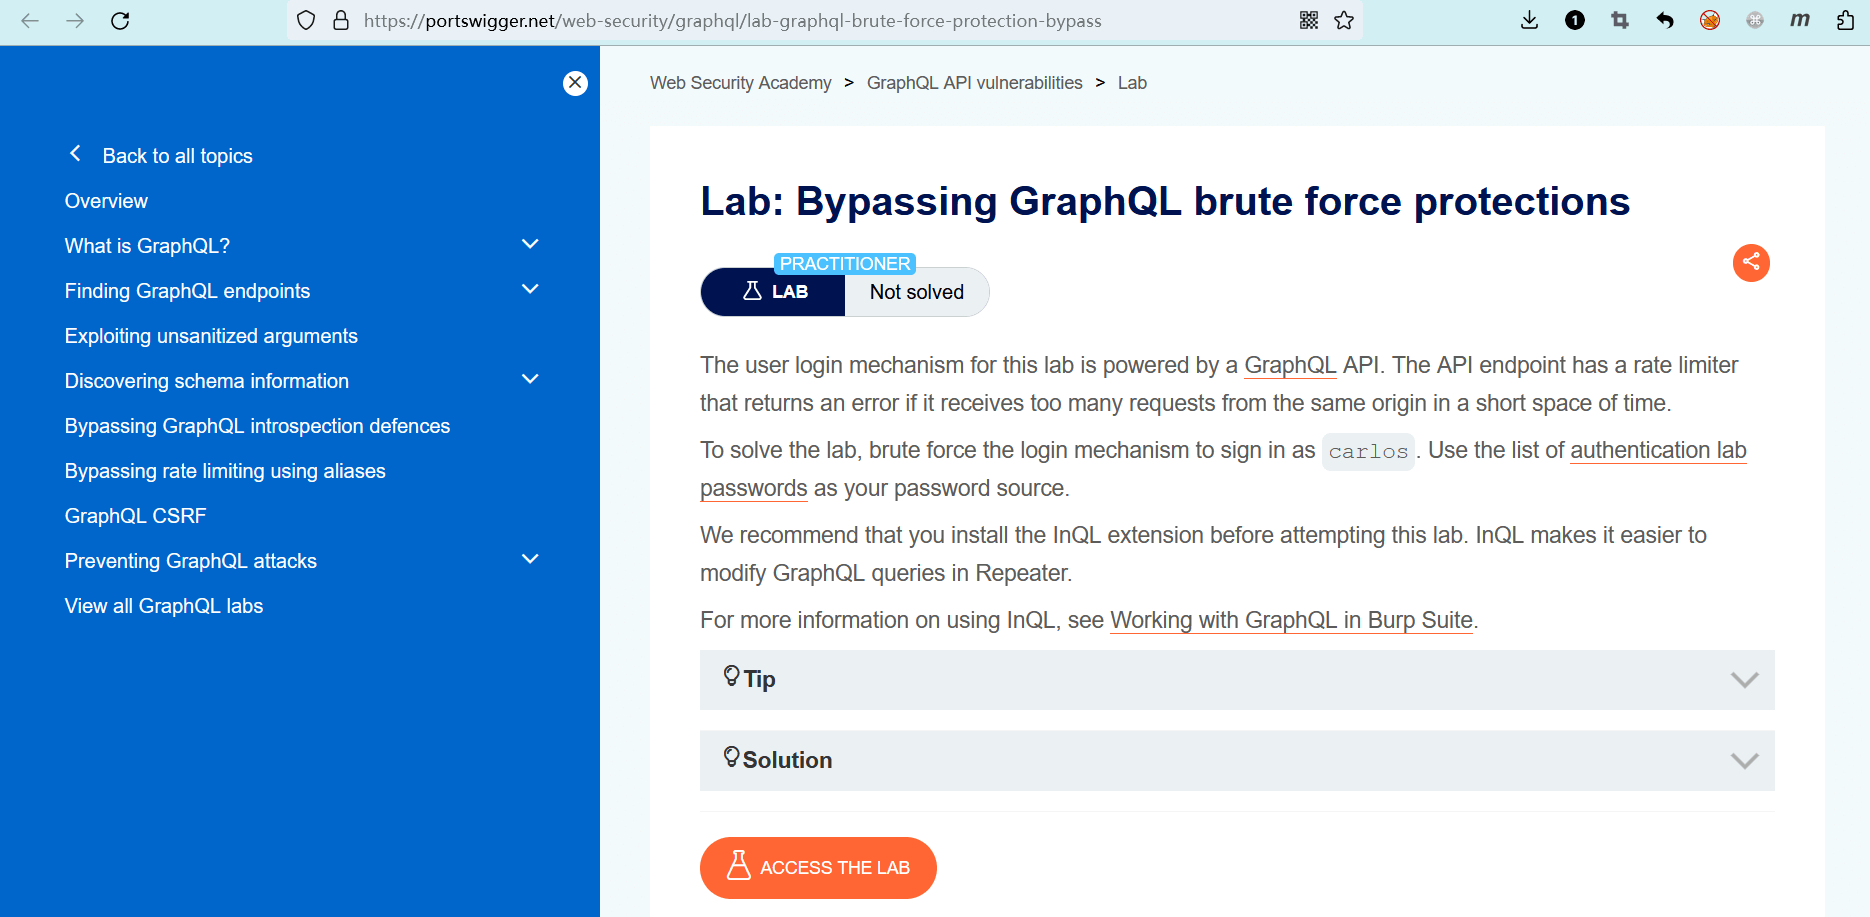 https://portswigger.net/web-security/graphql/lab-graphql-brute-force-protection-bypass
1
m
Back to all topics
Overview
What is GraphQL?
Finding GraphQL endpoints
Exploiting unsanitized arguments
Discovering schema information
Bypassing GraphQL introspection defences
Bypassing rate limiting using aliases
GraphQL CSRF
Preventing GraphQL attacks
View all GraphQL labs
Web Security Academy > GraphQL API vulnerabilities > Lab
Lab: Bypassing GraphQL brute force protections
PRACTITIONER
LAB Not solved
The user login mechanism for this lab is powered by a GraphQL API. The API endpoint has a rate limiter
that returns an error if it receives too many requests from the same origin in a short space of time.
To solve the lab, brute force the login mechanism to sign in as carlos. Use the list of authentication lab
passwords as your password source.
We recommend that you install the InQL extension before attempting this lab. InQL makes it easier to
modify GraphQL queries in Repeater.
For more information on using InQL, see Working with GraphQL in Burp Suite.
Tip
Solution
ACCESS THE LAB